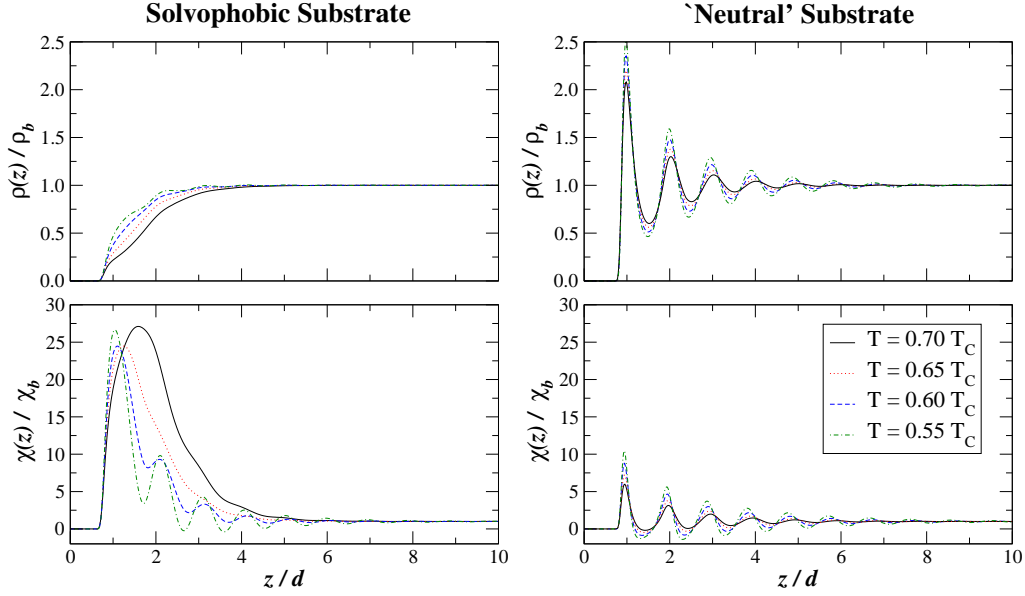 Solvophobic Substrate
`Neutral' Substrate
2.5
2.0
1.5
1.0
0.5
0.0
ρ(z) / ρb
2.5
2.0
1.5
1.0
0.5
0.0
ρ(z) / ρb
30
25
20
15
10
5
0
χ(z) / χb
0 2 4 6 8 10
z / d
30
25
20
15
10
5
0
χ(z) / χb
T = 0.70 TC
T = 0.65 TC
T = 0.60 TC
T = 0.55 TC
0 2 4 6 8 10
z / d